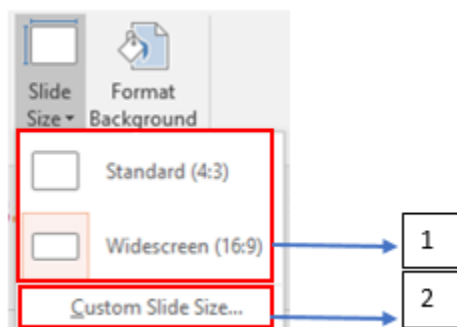 Slide Format
Size Background
Standard (4:3)
Widescreen (16:9)
1
Custom Slide Size...
2